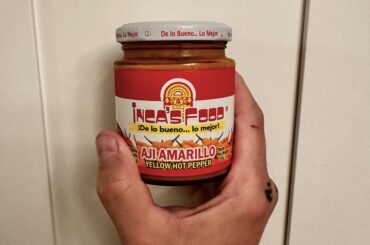 De lo Bueno.. Lo Mejor
INCA'S FOOD ®
¡De lo bueno... lo mejor!
AJI AMARILLO
YELLOW HOT PEPPER